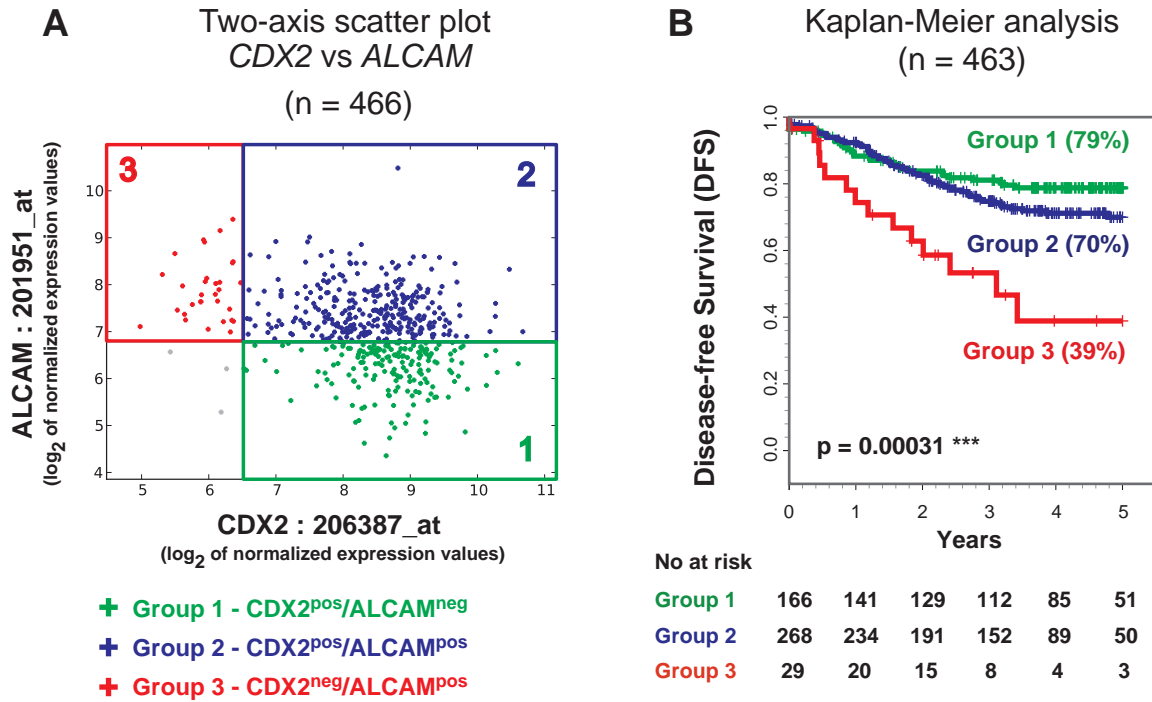 A
Two-axis scatter plot
CDX2 vs ALCAM
(n = 466)
3
2
1
10
9
8
7
6
5
4
5 6 7 8 9 10 11
ALCAM : 201951_at
(log2 of normalized expression values)
CDX2 : 206387_at
(log2 of normalized expression values)
+ Group 1 - CDX2pos/ALCAMneg
+ Group 2 - CDX2pos/ALCAMpos
+ Group 3 - CDX2neg/ALCAMpos
B
Kaplan-Meier analysis
(n = 463)
Disease-free Survival (DFS)
1.0
0.8
0.6
0.4
0.2
0.0
Group 1 (79%)
Group 2 (70%)
Group 3 (39%)
p = 0.00031 ***
0 1 2 3 4 5
Years
No at risk
Group 1 166 141 129 112 85 51
Group 2 268 234 191 152 89 50
Group 3 29 20 15 8 4 3